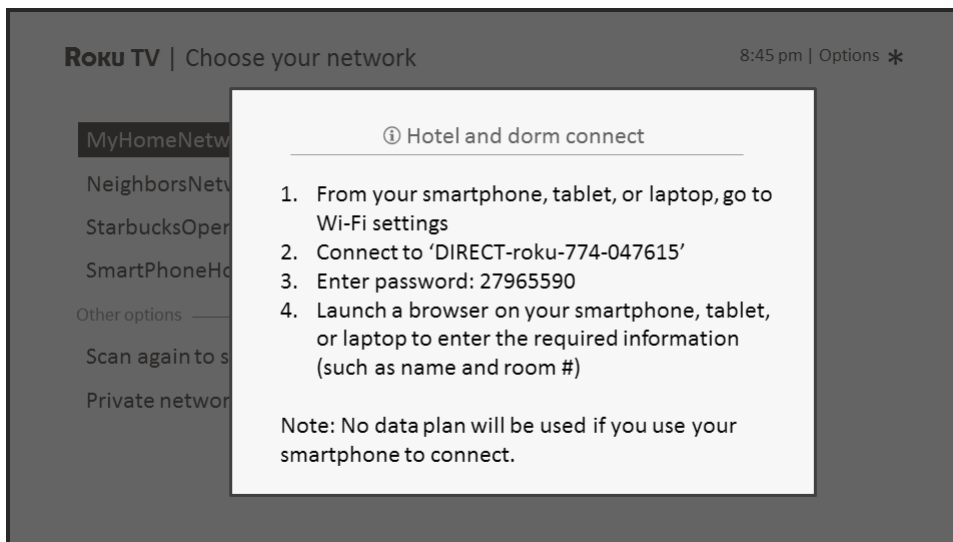 Roku TV | Choose your network
8:45 pm | Options *
MyHomeNetw
NeighborsNetw
StarbucksOper
SmartPhoneHo
Other options
Scan again to s
Private networ
ⓘ Hotel and dorm connect
1. From your smartphone, tablet, or laptop, go to
Wi-Fi settings
2. Connect to ‘DIRECT-roku-774-047615’
3. Enter password: 27965590
4. Launch a browser on your smartphone, tablet,
or laptop to enter the required information
(such as name and room #)
Note: No data plan will be used if you use your
smartphone to connect.